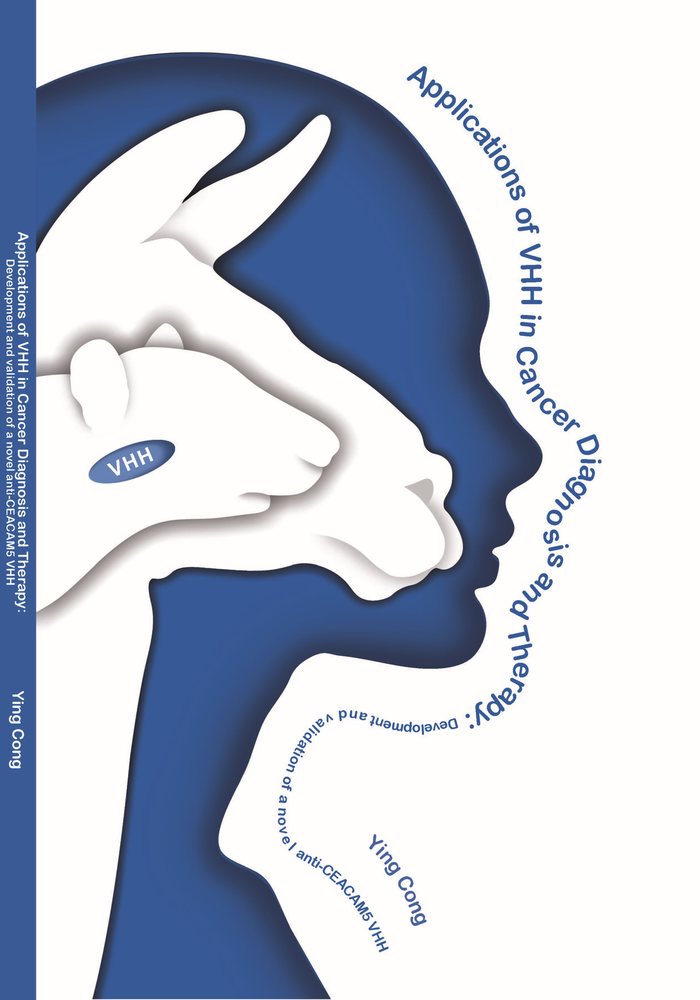 Applications of VHH in Cancer Diagnosis and Therapy:
Development and validation of a novel anti-CEACAM5 VHH
Ying Cong
VHH
Applications of VHH in Cancer Diagnosis and Therapy:
Development and validation of a novel anti-CEACAM5 VHH
Ying Cong